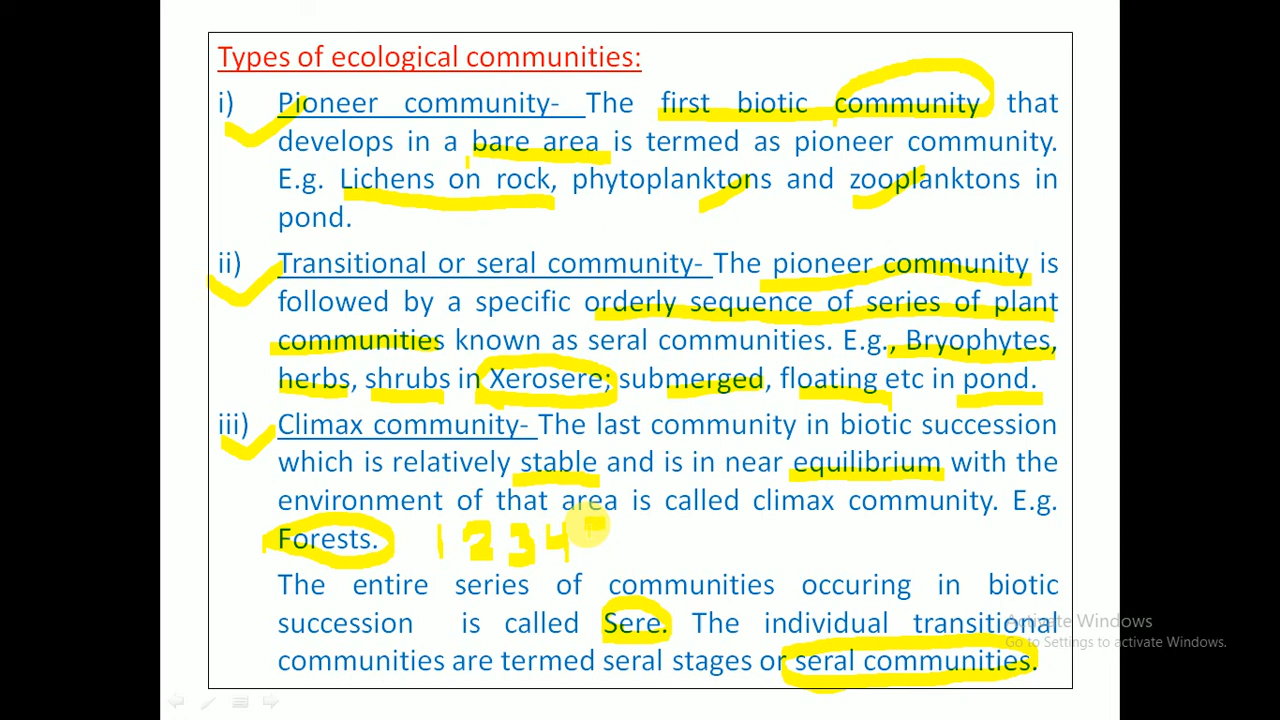 Types of ecological communities:
i) Pioneer community- The first biotic community that
develops in a bare area is termed as pioneer community.
E.g. Lichens on rock, phytoplanktons and zooplanktons in
pond.
ii) Transitional or seral community- The pioneer community is
followed by a specific orderly sequence of series of plant
communities known as seral communities. E.g., Bryophytes,
herbs, shrubs in Xerosere; submerged, floating etc in pond.
iii) Climax community- The last community in biotic succession
which is relatively stable and is in near equilibrium with the
environment of that area is called climax community. E.g.
Forests. 1 2 3 4
The entire series of communities occuring in biotic
succession is called Sere. The individual transitional
communities are termed seral stages or seral communities.
Activate Windows
Go to Settings to activate Windows.